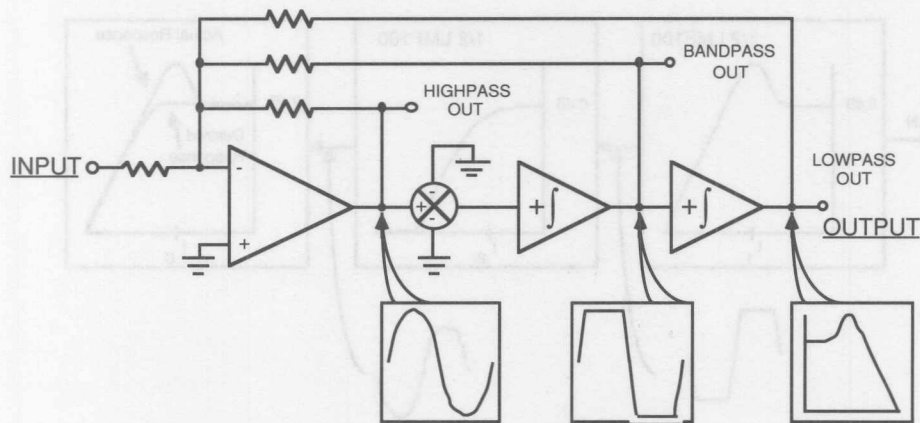 BANDPASS
OUT
HIGHPASS
OUT
INPUT
LOWPASS
OUT
OUTPUT
-
+
+
-
-
+∫
+∫